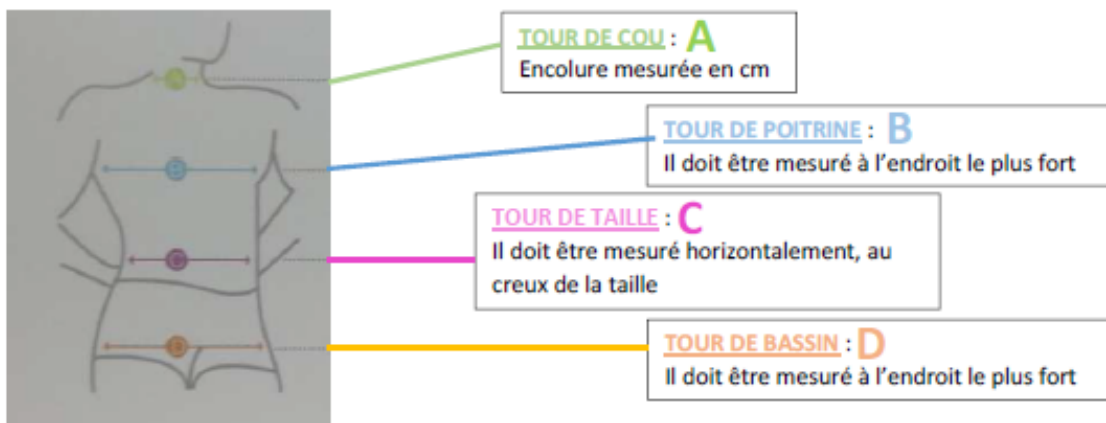 TOUR DE COU : A
Encolure mesurée en cm
TOUR DE POITRINE : B
Il doit être mesuré à l’endroit le plus fort
TOUR DE TAILLE : C
Il doit être mesuré horizontalement, au
creux de la taille
TOUR DE BASSIN : D
Il doit être mesuré à l’endroit le plus fort